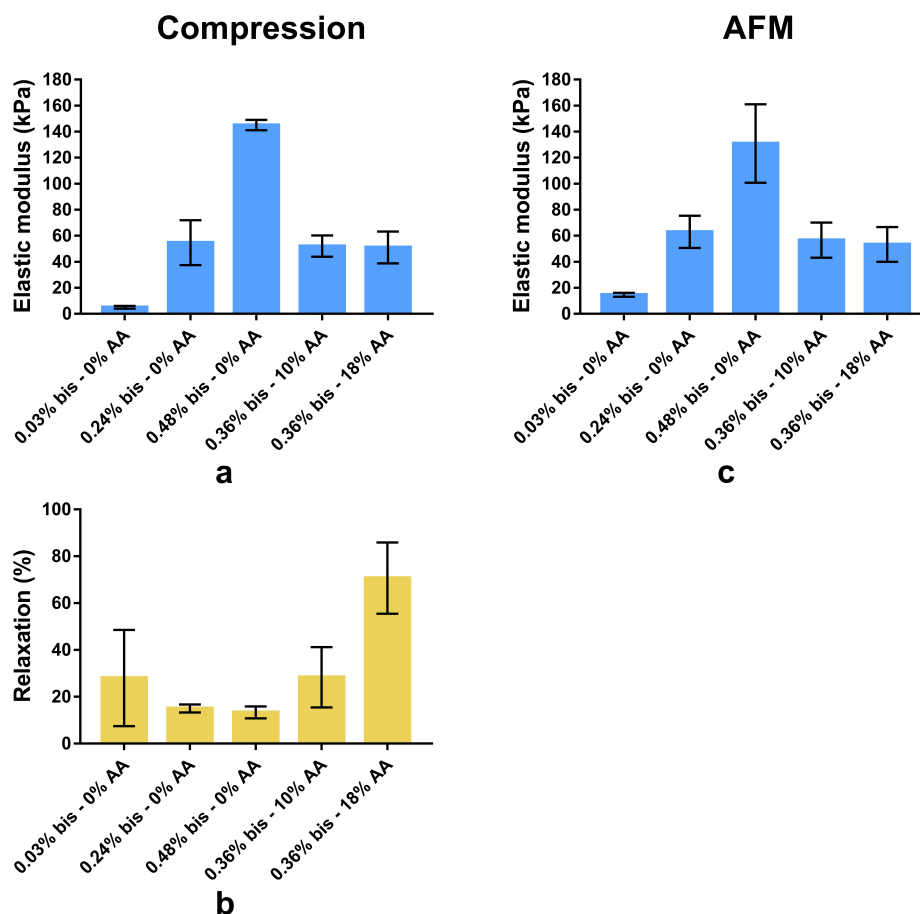 Compression
Elastic modulus (kPa)
180
160
140
120
100
80
60
40
20
0
0.03% bis - 0% AA
0.24% bis - 0% AA
0.48% bis - 0% AA
0.36% bis - 10% AA
0.36% bis - 18% AA
a
AFM
Elastic modulus (kPa)
180
160
140
120
100
80
60
40
20
0
0.03% bis - 0% AA
0.24% bis - 0% AA
0.48% bis - 0% AA
0.36% bis - 10% AA
0.36% bis - 18% AA
c
Relaxation (%)
100
80
60
40
20
0
0.03% bis - 0% AA
0.24% bis - 0% AA
0.48% bis - 0% AA
0.36% bis - 10% AA
0.36% bis - 18% AA
b